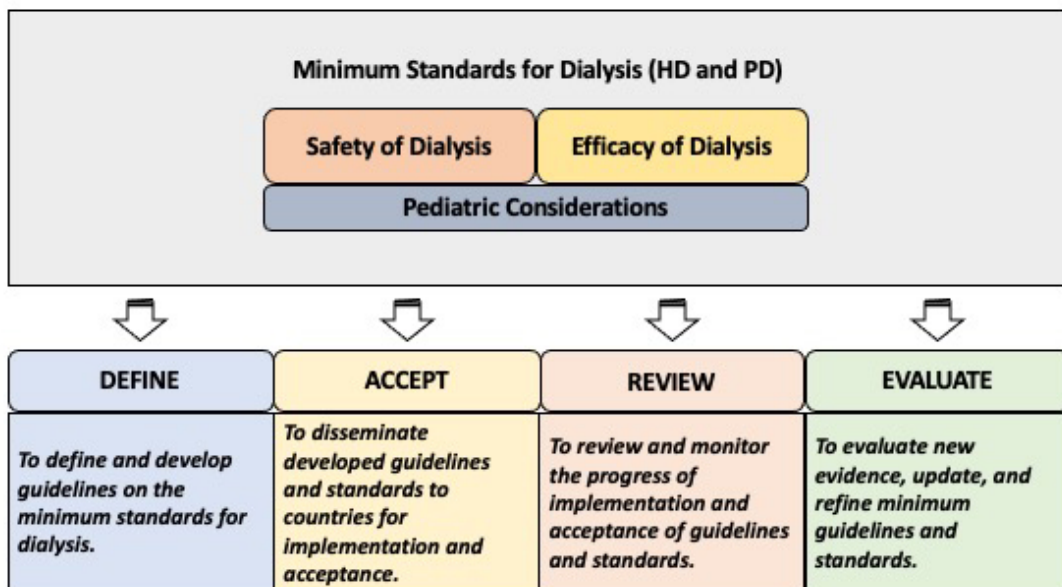 Minimum Standards for Dialysis (HD and PD)
Safety of Dialysis
Efficacy of Dialysis
Pediatric Considerations
DEFINE
ACCEPT
REVIEW
EVALUATE
To define and develop
guidelines on the
minimum standards for
dialysis.
To disseminate
developed guidelines
and standards to
countries for
implementation and
acceptance.
To review and monitor
the progress of
implementation and
acceptance of guidelines
and standards.
To evaluate new
evidence, update, and
refine minimum
guidelines and
standards.